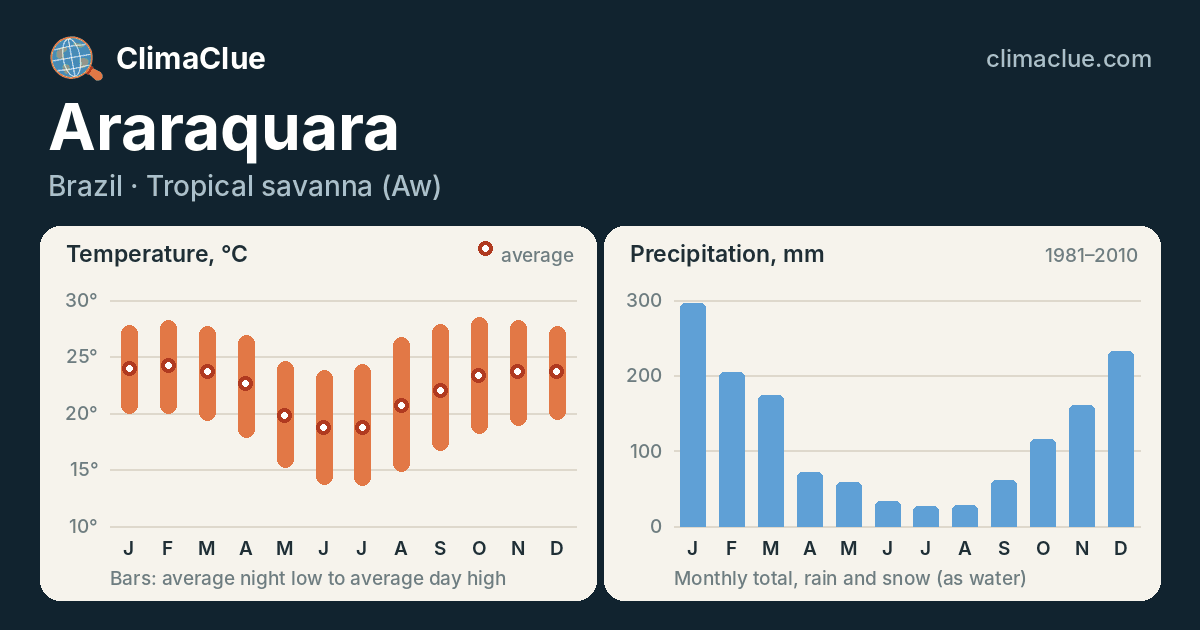 ClimaClue
climaclue.com
Araraquara
Brazil · Tropical savanna (Aw)
Temperature, °C
average
30°
25°
20°
15°
10°
J F M A M J J A S O N D
Bars: average night low to average day high
Precipitation, mm
1981–2010
300
200
100
0
J F M A M J J A S O N D
Monthly total, rain and snow (as water)